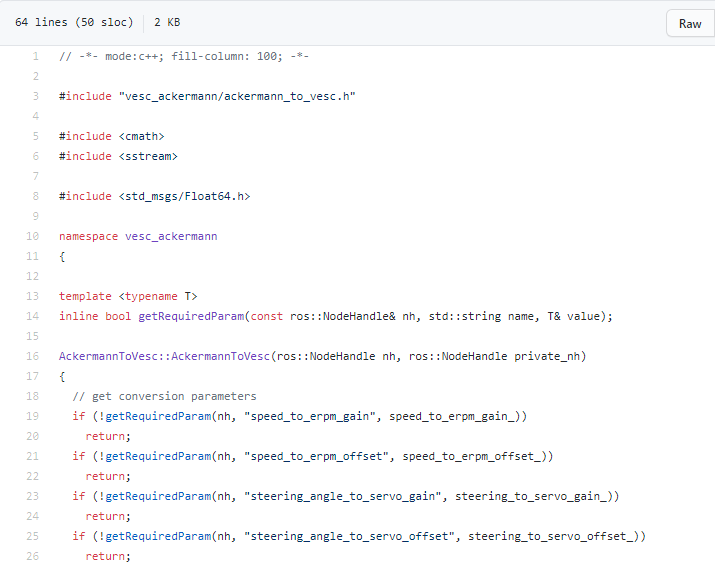 64 lines (50 sloc) 2 KB
Raw
1 // -*- mode:c++; fill-column: 100; -*-
2
3 #include "vesc_ackermann/ackermann_to_vesc.h"
4
5 #include <cmath>
6 #include <sstream>
7
8 #include <std_msgs/Float64.h>
9
10 namespace vesc_ackermann
11 {
12
13 template <typename T>
14 inline bool getRequiredParam(const ros::NodeHandle& nh, std::string name, T& value);
15
16 AckermannToVesc::AckermannToVesc(ros::NodeHandle nh, ros::NodeHandle private_nh)
17 {
18   // get conversion parameters
19   if (!getRequiredParam(nh, "speed_to_erpm_gain", speed_to_erpm_gain_))
20     return;
21   if (!getRequiredParam(nh, "speed_to_erpm_offset", speed_to_erpm_offset_))
22     return;
23   if (!getRequiredParam(nh, "steering_angle_to_servo_gain", steering_to_servo_gain_))
24     return;
25   if (!getRequiredParam(nh, "steering_angle_to_servo_offset", steering_to_servo_offset_))
26     return;